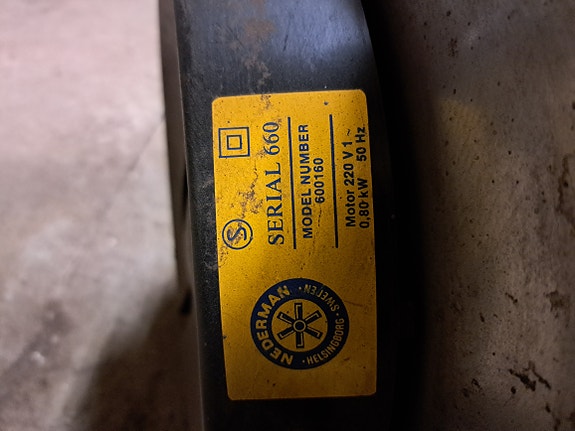 NEDERMAN
HELSINGBORG · SWEDEN
S
SERIAL 660
MODEL NUMBER
600160
Motor 220 V 1 ~
0,80 kW 50 Hz